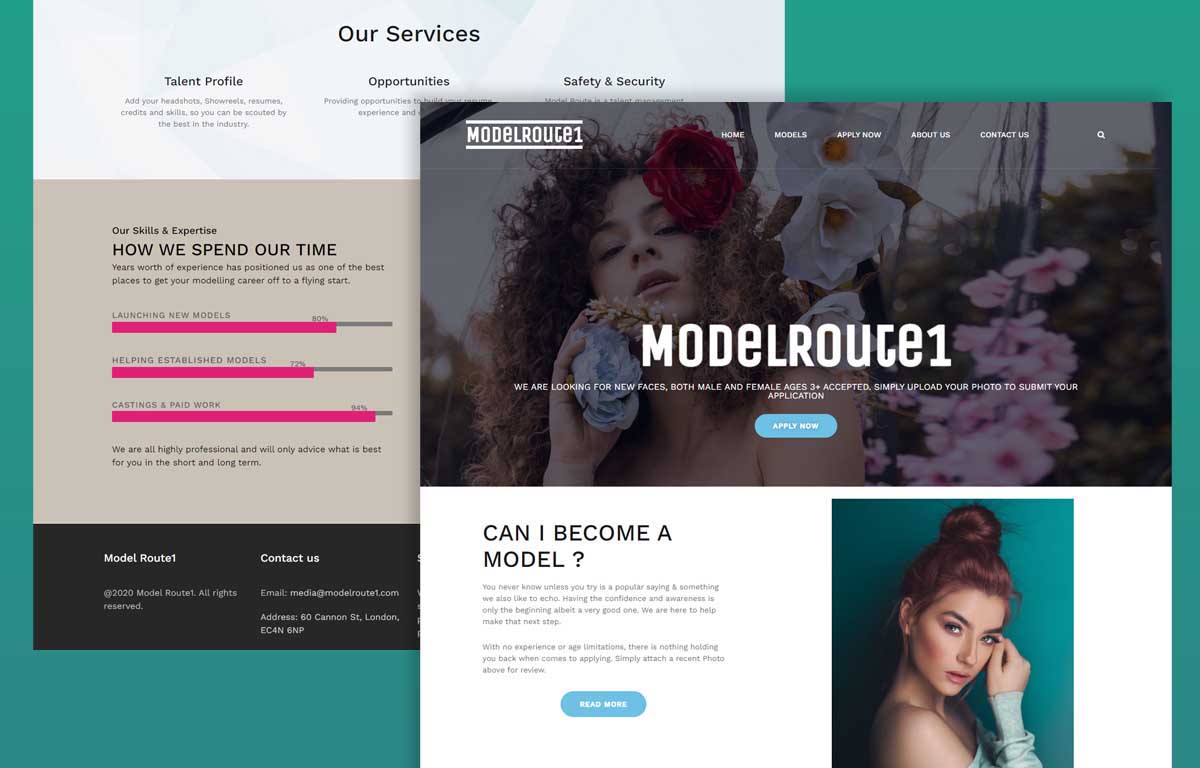 Our Services
Talent Profile
Add your headshots, Showreels, resumes,
credits and skills, so you can be scouted by
the best in the industry.
Opportunities
Providing opportunities to build your resume,
experience and
Safety & Security
Model Route is a talent management
Our Skills & Expertise
HOW WE SPEND OUR TIME
Years worth of experience has positioned us as one of the best
places to get your modelling career off to a flying start.
LAUNCHING NEW MODELS
80%
HELPING ESTABLISHED MODELS
72%
CASTINGS & PAID WORK
94%
We are all highly professional and will only advice what is best
for you in the short and long term.
Model Route1
@2020 Model Route1. All rights
reserved.
Contact us
Email: media@modelroute1.com
Address: 60 Cannon St, London,
EC4N 6NP
MODELROUTE1
HOME
MODELS
APPLY NOW
ABOUT US
CONTACT US
MODELROUTE1
WE ARE LOOKING FOR NEW FACES, BOTH MALE AND FEMALE AGES 3+ ACCEPTED. SIMPLY UPLOAD YOUR PHOTO TO SUBMIT YOUR
APPLICATION
APPLY NOW
CAN I BECOME A
MODEL ?
You never know unless you try is a popular saying & something
we also like to echo. Having the confidence and awareness is
only the beginning albeit a very good one. We are here to help
make that next step.
With no experience or age limitations, there is nothing holding
you back when comes to applying. Simply attach a recent Photo
above for review.
READ MORE